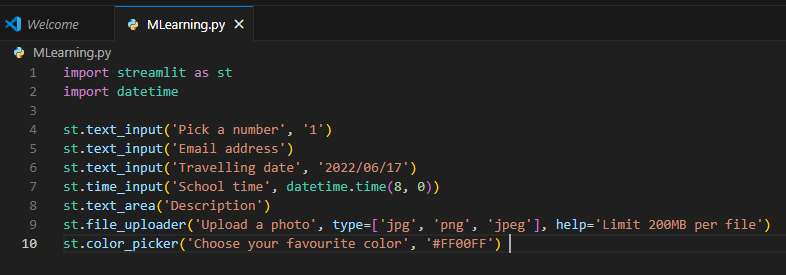 Welcome
MLearning.py
MLearning.py
1 import streamlit as st
2 import datetime
3
4 st.text_input('Pick a number', '1')
5 st.text_input('Email address')
6 st.text_input('Travelling date', '2022/06/17')
7 st.time_input('School time', datetime.time(8, 0))
8 st.text_area('Description')
9 st.file_uploader('Upload a photo', type=['jpg', 'png', 'jpeg'], help='Limit 200MB per file')
10 st.color_picker('Choose your favourite color', '#FF00FF')